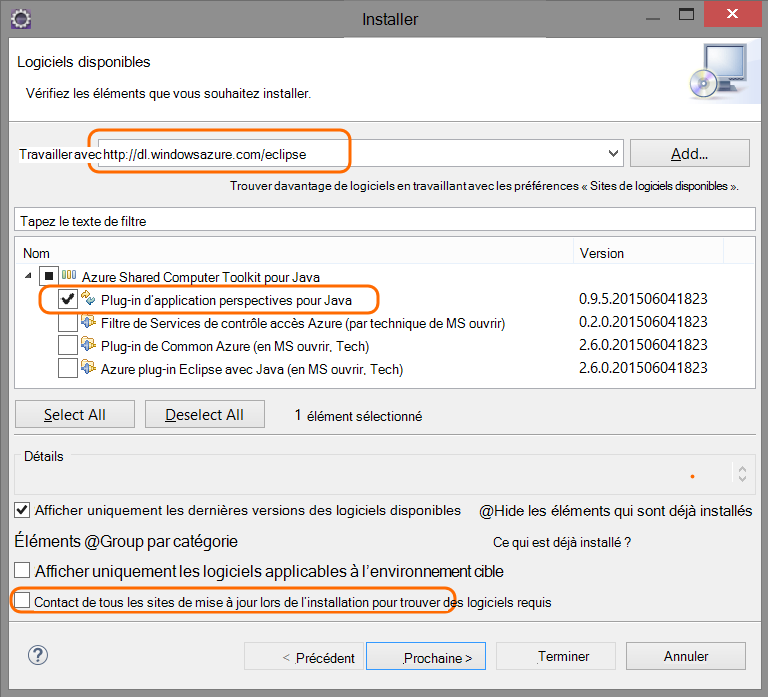 Installer
Logiciels disponibles
Vérifiez les éléments que vous souhaitez installer.
Travailler avec http://dl.windowsazure.com/eclipse
Add...
Trouver davantage de logiciels en travaillant avec les préférences « Sites de logiciels disponibles ».
Tapez le texte de filtre
Nom Version
Azure Shared Computer Toolkit pour Java
Plug-in d'application perspectives pour Java 0.9.5.201506041823
Filtre de Services de contrôle accès Azure (par technique de MS ouvrir) 0.2.0.201506041823
Plug-in de Common Azure (en MS ouvrir, Tech) 2.6.0.201506041823
Azure plug-in Eclipse avec Java (en MS ouvrir, Tech) 2.6.0.201506041823
Select All Deselect All 1 élément sélectionné
Détails
Afficher uniquement les dernières versions des logiciels disponibles @Hide les éléments qui sont déjà installés
Éléments @Group par catégorie Ce qui est déjà installé ?
Afficher uniquement les logiciels applicables à l'environnement cible
Contact de tous les sites de mise à jour lors de l'installation pour trouver des logiciels requis
? < Précédent Prochaine > Terminer Annuler